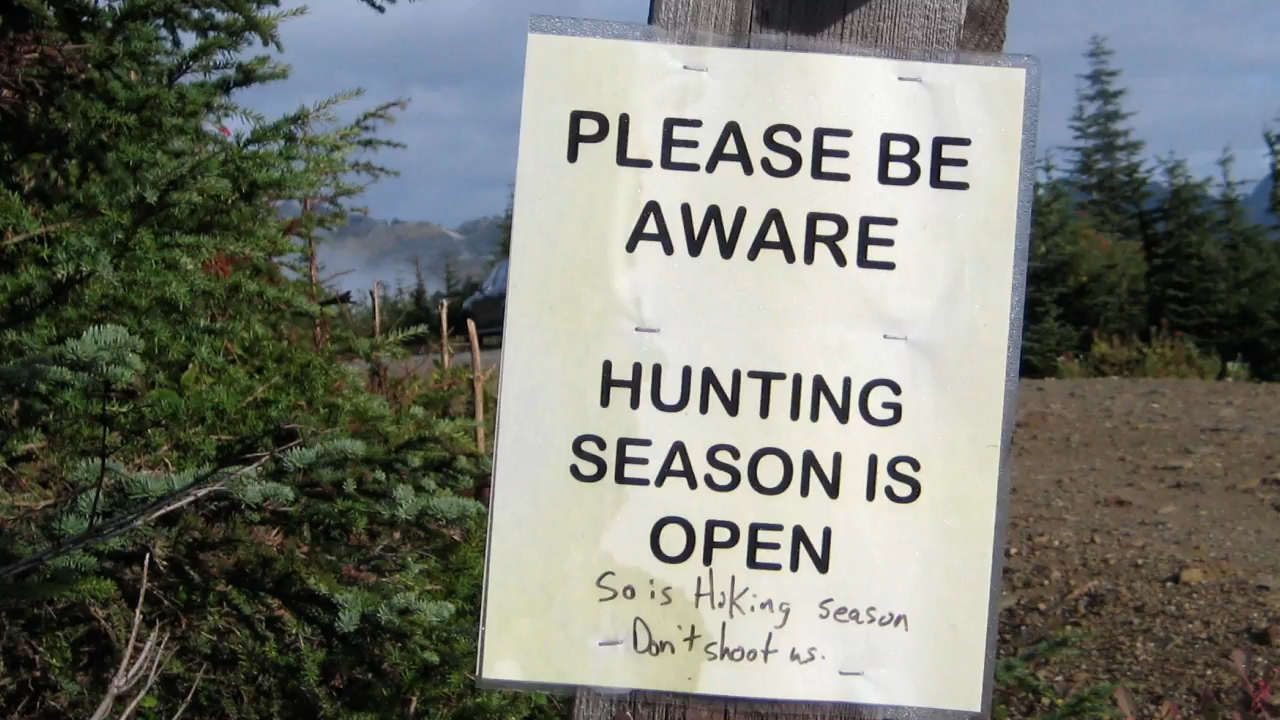 PLEASE BE
AWARE
HUNTING
SEASON IS
OPEN
So is Hiking season
- Don't shoot us.